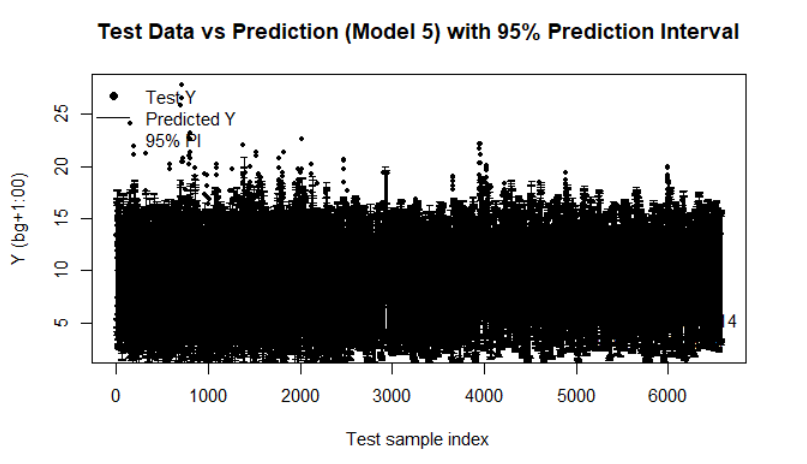 Test Data vs Prediction (Model 5) with 95% Prediction Interval
Test Y
Predicted Y
95% PI
Y (bg+1:00)
25
20
15
10
5
14
0 1000 2000 3000 4000 5000 6000
Test sample index